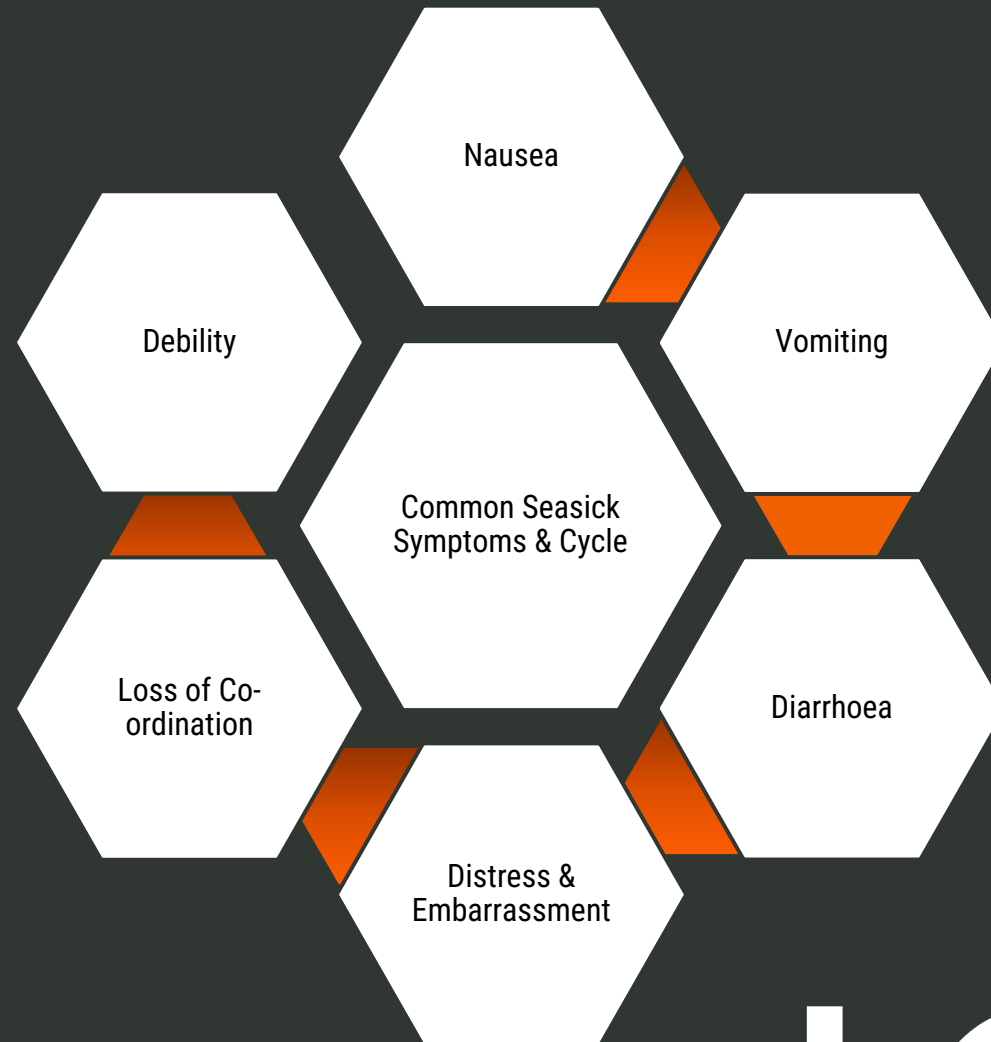 Nausea
Debility
Vomiting
Common Seasick
Symptoms & Cycle
Loss of Co-
ordination
Diarrhoea
Distress &
Embarrassment